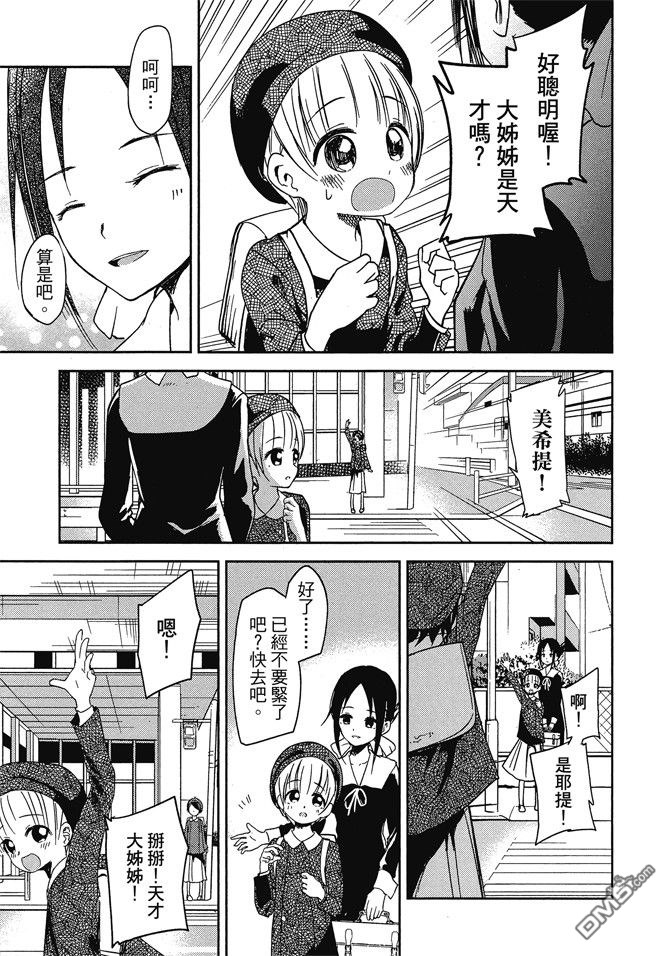 好聰明喔！
大姊姊是天
才嗎？
呵呵…
算是吧。
美希提！
啊！
是耶提！
好了……
已經不要緊了
吧？快去吧。
嗯！
掰掰！天才
大姊姊！
DM5.com